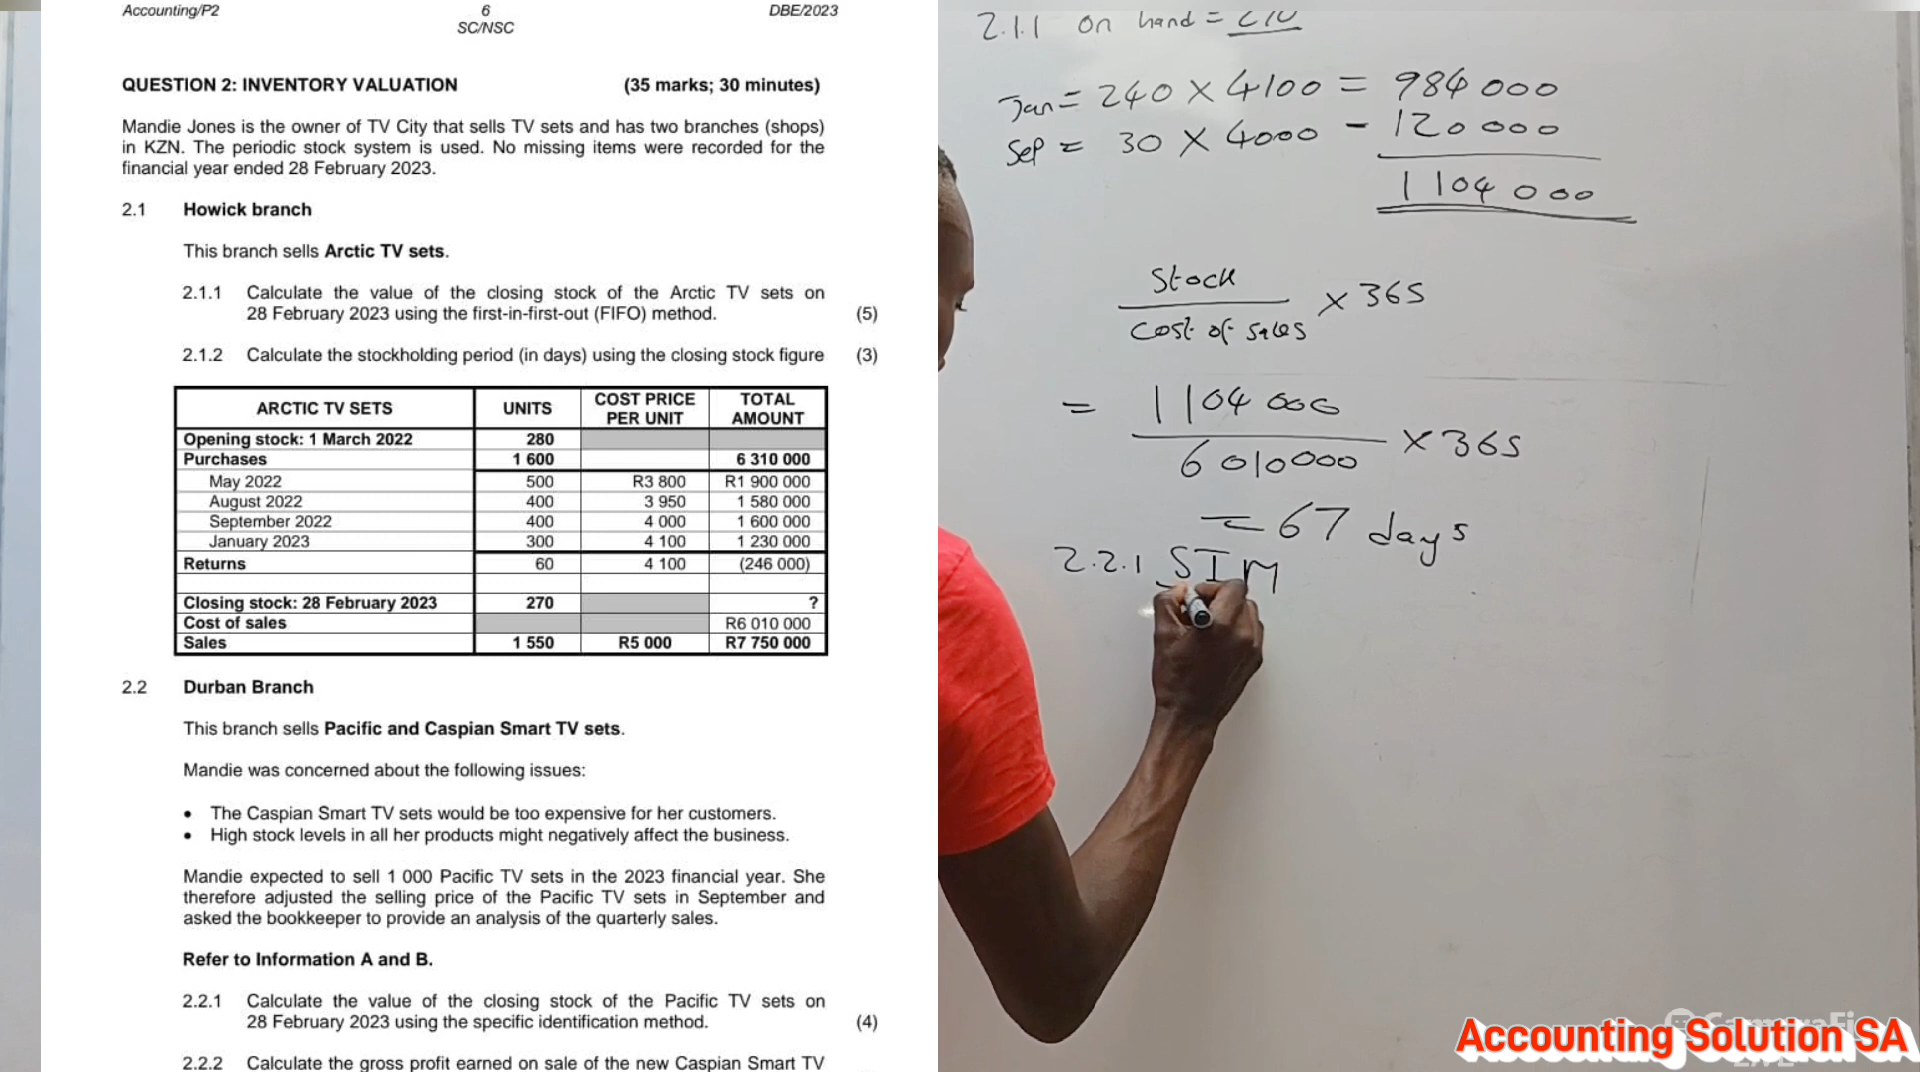 Accounting/P2 6 DBE/2023
SC/NSC
QUESTION 2: INVENTORY VALUATION (35 marks; 30 minutes)
Mandie Jones is the owner of TV City that sells TV sets and has two branches (shops)
in KZN. The periodic stock system is used. No missing items were recorded for the
financial year ended 28 February 2023.
2.1 Howick branch
This branch sells Arctic TV sets.
2.1.1 Calculate the value of the closing stock of the Arctic TV sets on
28 February 2023 using the first-in-first-out (FIFO) method. (5)
2.1.2 Calculate the stockholding period (in days) using the closing stock figure (3)
ARCTIC TV SETS UNITS COST PRICE PER UNIT TOTAL AMOUNT
Opening stock: 1 March 2022 280
Purchases 1 600 6 310 000
May 2022 500 R3 800 R1 900 000
August 2022 400 3 950 1 580 000
September 2022 400 4 000 1 600 000
January 2023 300 4 100 1 230 000
Returns 60 4 100 (246 000)
Closing stock: 28 February 2023 270 ?
Cost of sales R6 010 000
Sales 1 550 R5 000 R7 750 000
2.2 Durban Branch
This branch sells Pacific and Caspian Smart TV sets.
Mandie was concerned about the following issues:
• The Caspian Smart TV sets would be too expensive for her customers.
• High stock levels in all her products might negatively affect the business.
Mandie expected to sell 1 000 Pacific TV sets in the 2023 financial year. She
therefore adjusted the selling price of the Pacific TV sets in September and
asked the bookkeeper to provide an analysis of the quarterly sales.
Refer to Information A and B.
2.2.1 Calculate the value of the closing stock of the Pacific TV sets on
28 February 2023 using the specific identification method. (4)
2.2.2 Calculate the gross profit earned on sale of the new Caspian Smart TV
2.1.1 on hand =
Jan = 240 × 4100 = 984 000
Sep = 30 × 4000 - 120 000
1 104 000
Stock
Cost of sales × 365
= 1 104 000
6 010000 × 365
= 67 days
2.2.1 SIM
Accounting Solution SA